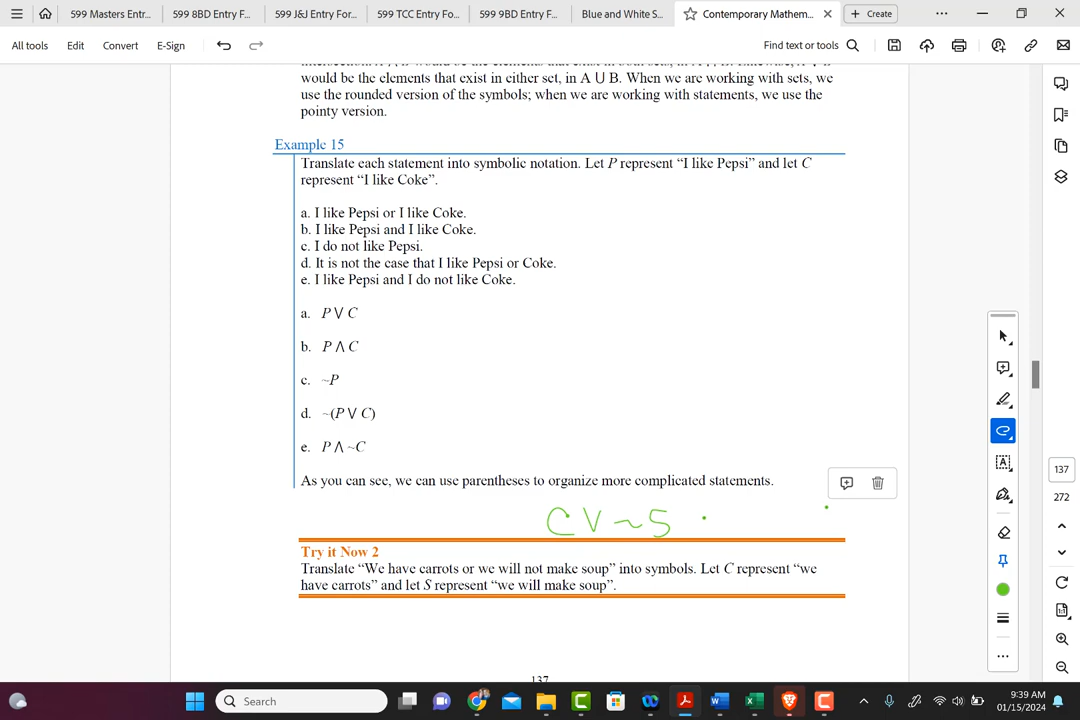 599 Masters Entr...
599 8BD Entry F...
599 J&J Entry For...
599 TCC Entry Fo...
599 9BD Entry F...
Blue and White S...
Contemporary Mathem...
Create
All tools
Edit
Convert
E-Sign
Find text or tools
would be the elements that exist in either set, in A U B. When we are working with sets, we
use the rounded version of the symbols; when we are working with statements, we use the
pointy version.
Example 15
Translate each statement into symbolic notation. Let P represent “I like Pepsi” and let C
represent “I like Coke”.
a. I like Pepsi or I like Coke.
b. I like Pepsi and I like Coke.
c. I do not like Pepsi.
d. It is not the case that I like Pepsi or Coke.
e. I like Pepsi and I do not like Coke.
a. P ⋁ C
b. P ⋀ C
c. ~P
d. ~(P ⋁ C)
e. P ⋀ ~C
As you can see, we can use parentheses to organize more complicated statements.
C V ~ S
Try it Now 2
Translate “We have carrots or we will not make soup” into symbols. Let C represent “we
have carrots” and let S represent “we will make soup”.
137
137
272
Search
9:39 AM
01/15/2024